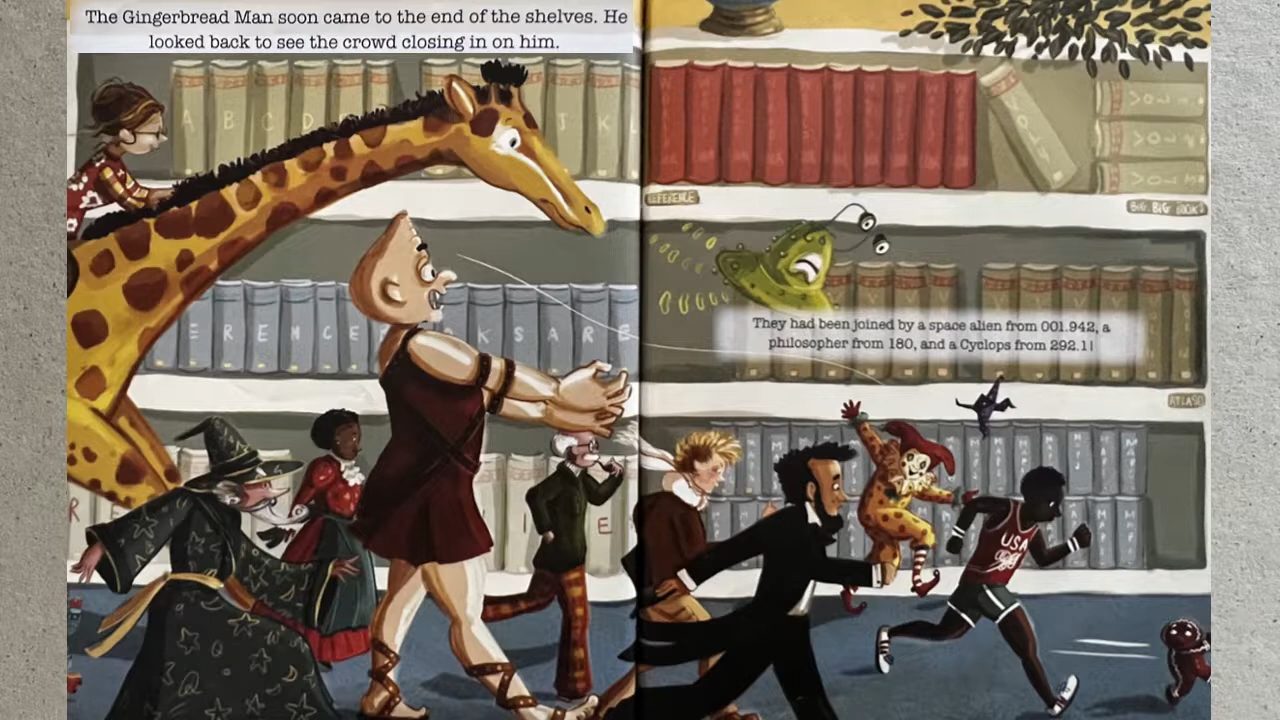 The Gingerbread Man soon came to the end of the shelves. He
looked back to see the crowd closing in on him.
A B C D
J K
REFERENCE
BIG, BIG BOOKS
E R E N C E
K S A R E
They had been joined by a space alien from 001.942, a
philosopher from 180, and a Cyclops from 292.1!
ATLAS
R E
I E
USA